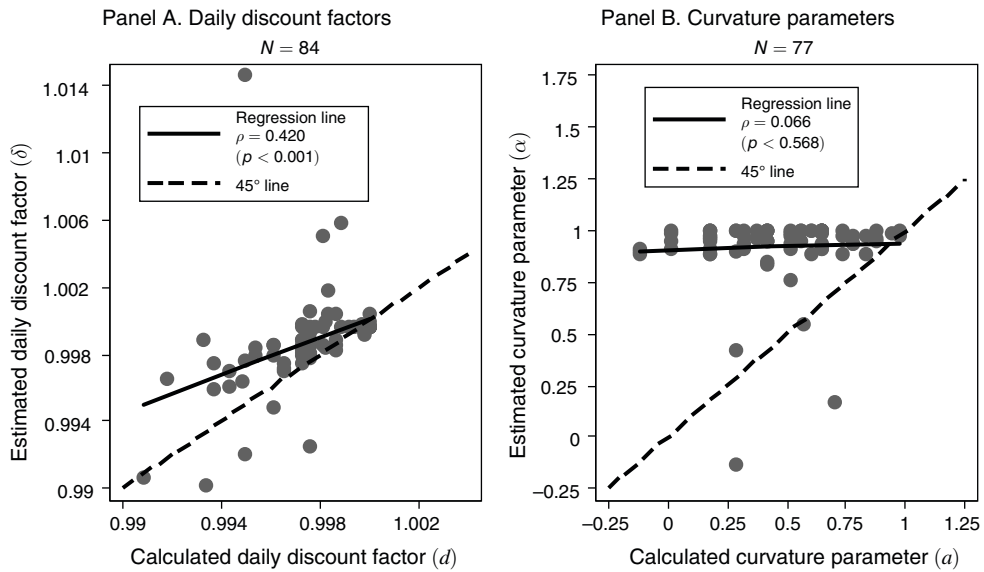 Panel A. Daily discount factors
N = 84
Estimated daily discount factor (δ)
1.014
1.01
1.006
1.002
0.998
0.994
0.99
Regression line
ρ = 0.420
(p < 0.001)
45° line
0.99
0.994
0.998
1.002
Calculated daily discount factor (d)
Panel B. Curvature parameters
N = 77
Estimated curvature parameter (α)
1.75
1.5
1.25
1
0.75
0.5
0.25
0
−0.25
Regression line
ρ = 0.066
(p < 0.568)
45° line
−0.25
0
0.25
0.5
0.75
1
1.25
Calculated curvature parameter (a)